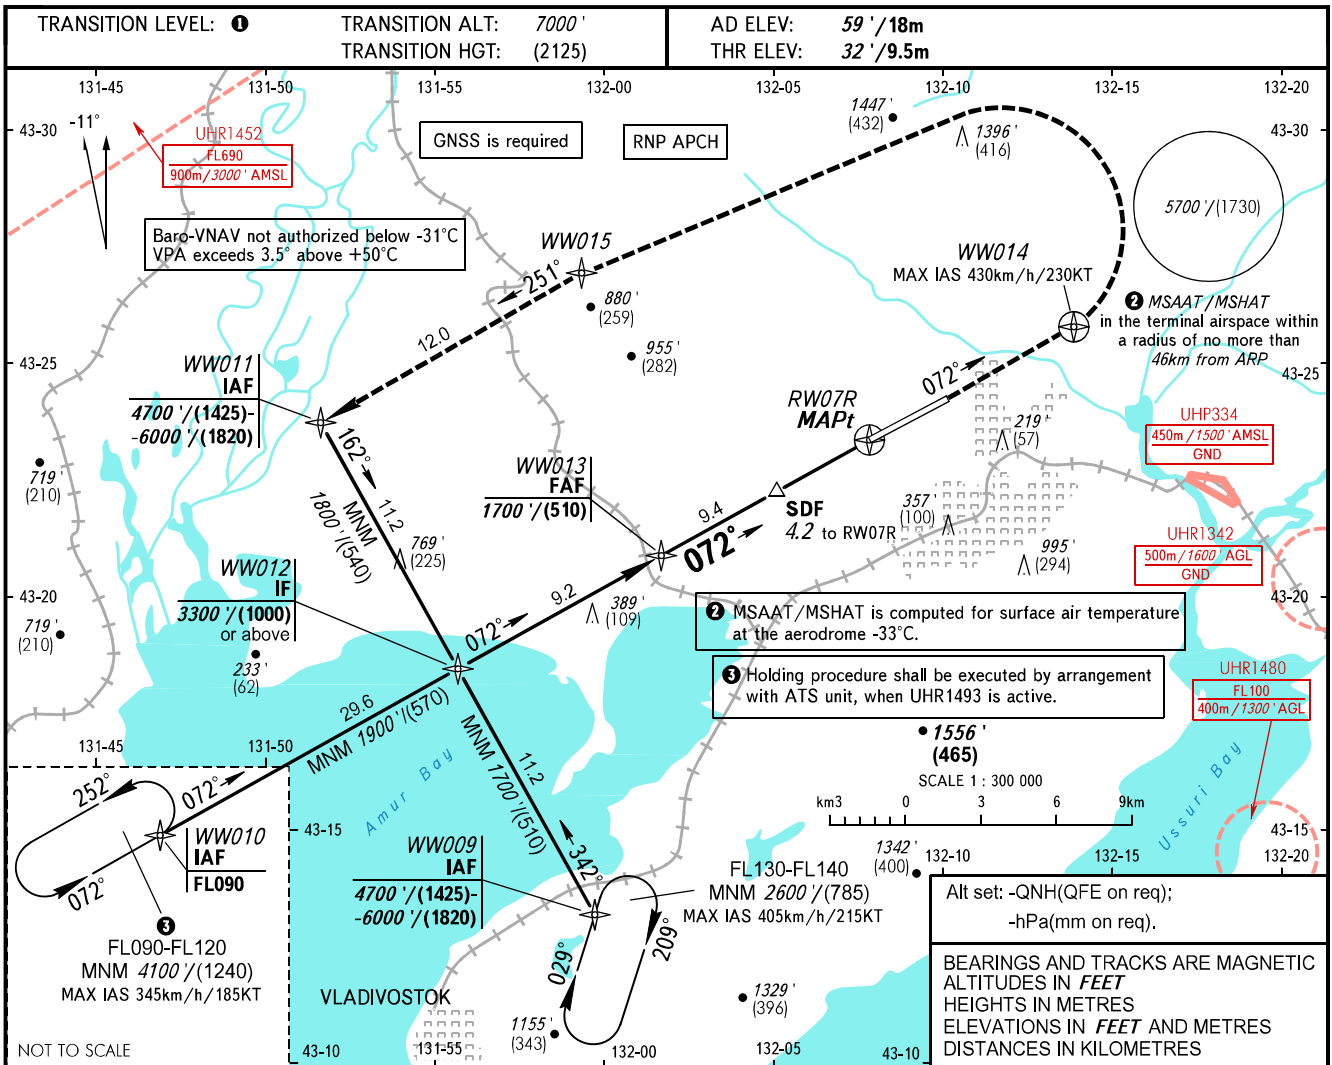 TRANSITION LEVEL: ❶
TRANSITION ALT: 7000 '
TRANSITION HGT: (2125)
AD ELEV: 59 '/18m
THR ELEV: 32 '/9.5m
131-45
131-50
131-55
132-00
132-05
132-10
132-15
132-20
43-30
43-30
-11°
UHR1452
FL690
900m/3000 ' AMSL
GNSS is required
RNP APCH
1447 '
(432)
1396 '
(416)
5700 '/(1730)
Baro-VNAV not authorized below -31°C
VPA exceeds 3.5° above +50°C
WW015
251°
12.0
880 '
(259)
955 '
(282)
WW014
MAX IAS 430km/h/230KT
❷ MSAAT/MSHAT
in the terminal airspace within
a radius of no more than
46km from ARP
43-25
43-25
WW011
IAF
4700 '/(1425)-
-6000 '/(1820)
162°
11.2
MNM
1800 '/(540)
072°
RW07R
MAPt
219 '
(57)
UHP334
450m/1500 ' AMSL
GND
719 '
(210)
WW013
FAF
1700 '/(510)
9.4
072°
SDF
4.2 to RW07R
357 '
(100)
995 '
(294)
UHR1342
500m/1600 ' AGL
GND
769 '
(225)
WW012
IF
3300 '/(1000)
or above
9.2
072°
389 '
(109)
43-20
43-20
719 '
(210)
233 '
(62)
❷ MSAAT/MSHAT is computed for surface air temperature
at the aerodrome -33°C.
❸ Holding procedure shall be executed by arrangement
with ATS unit, when UHR1493 is active.
UHR1480
FL100
400m/1300 ' AGL
29.6
MNM 1900 '/(570)
MNM 1700 '/(510)
11.2
Amur Bay
Ussuri Bay
1556 '
(465)
SCALE 1 : 300 000
km3 0 3 6 9km
131-45
131-50
252°
072°
072°
WW010
IAF
FL090
❸
FL090-FL120
MNM 4100 '/(1240)
MAX IAS 345km/h/185KT
NOT TO SCALE
43-15
43-15
WW009
IAF
4700 '/(1425)-
-6000 '/(1820)
342°
029°
209°
FL130-FL140
MNM 2600 '/(785)
MAX IAS 405km/h/215KT
1342 '
(400)
132-10
132-15
132-20
VLADIVOSTOK
1155 '
(343)
1329 '
(396)
43-10
131-55
132-00
132-05
43-10
Alt set: -QNH(QFE on req);
-hPa(mm on req).
BEARINGS AND TRACKS ARE MAGNETIC
ALTITUDES IN FEET
HEIGHTS IN METRES
ELEVATIONS IN FEET AND METRES
DISTANCES IN KILOMETRES